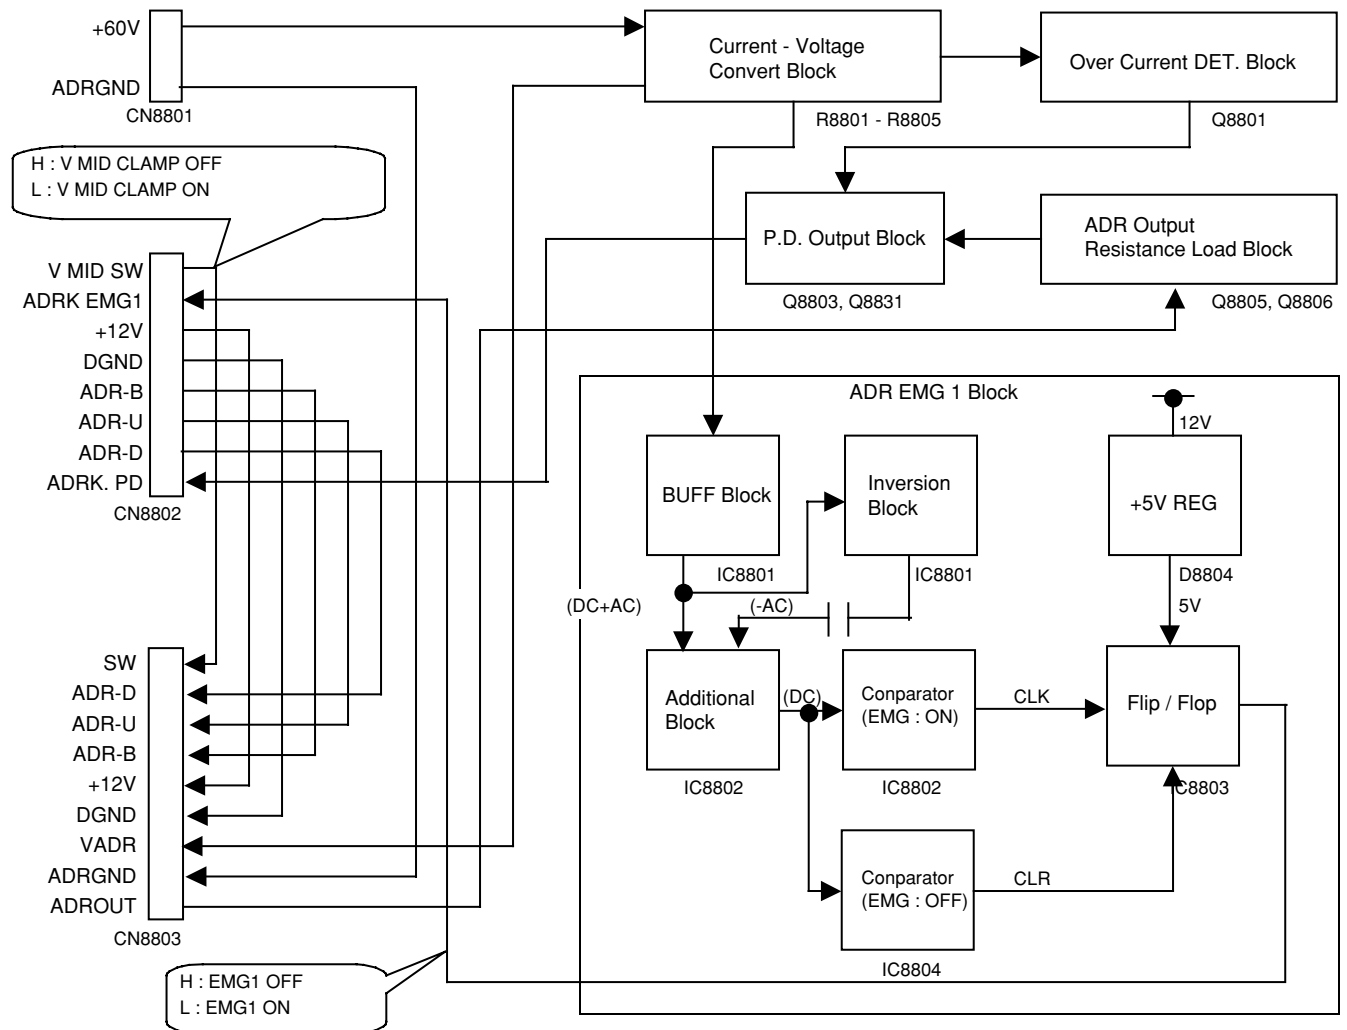 +60V
ADRGND
CN8801
Current - Voltage
Convert Block
R8801 - R8805
Over Current DET. Block
Q8801
H : V MID CLAMP OFF
L : V MID CLAMP ON
P.D. Output Block
Q8803, Q8831
ADR Output
Resistance Load Block
Q8805, Q8806
V MID SW
ADRK EMG1
+12V
DGND
ADR-B
ADR-U
ADR-D
ADRK. PD
CN8802
ADR EMG 1 Block
12V
BUFF Block
IC8801
Inversion
Block
IC8801
+5V REG
D8804
5V
(DC+AC)
(-AC)
SW
ADR-D
ADR-U
ADR-B
+12V
DGND
VADR
ADRGND
ADROUT
CN8803
Additional
Block
IC8802
(DC)
Conparator
(EMG : ON)
IC8802
CLK
Flip / Flop
IC8803
Conparator
(EMG : OFF)
IC8804
CLR
H : EMG1 OFF
L : EMG1 ON